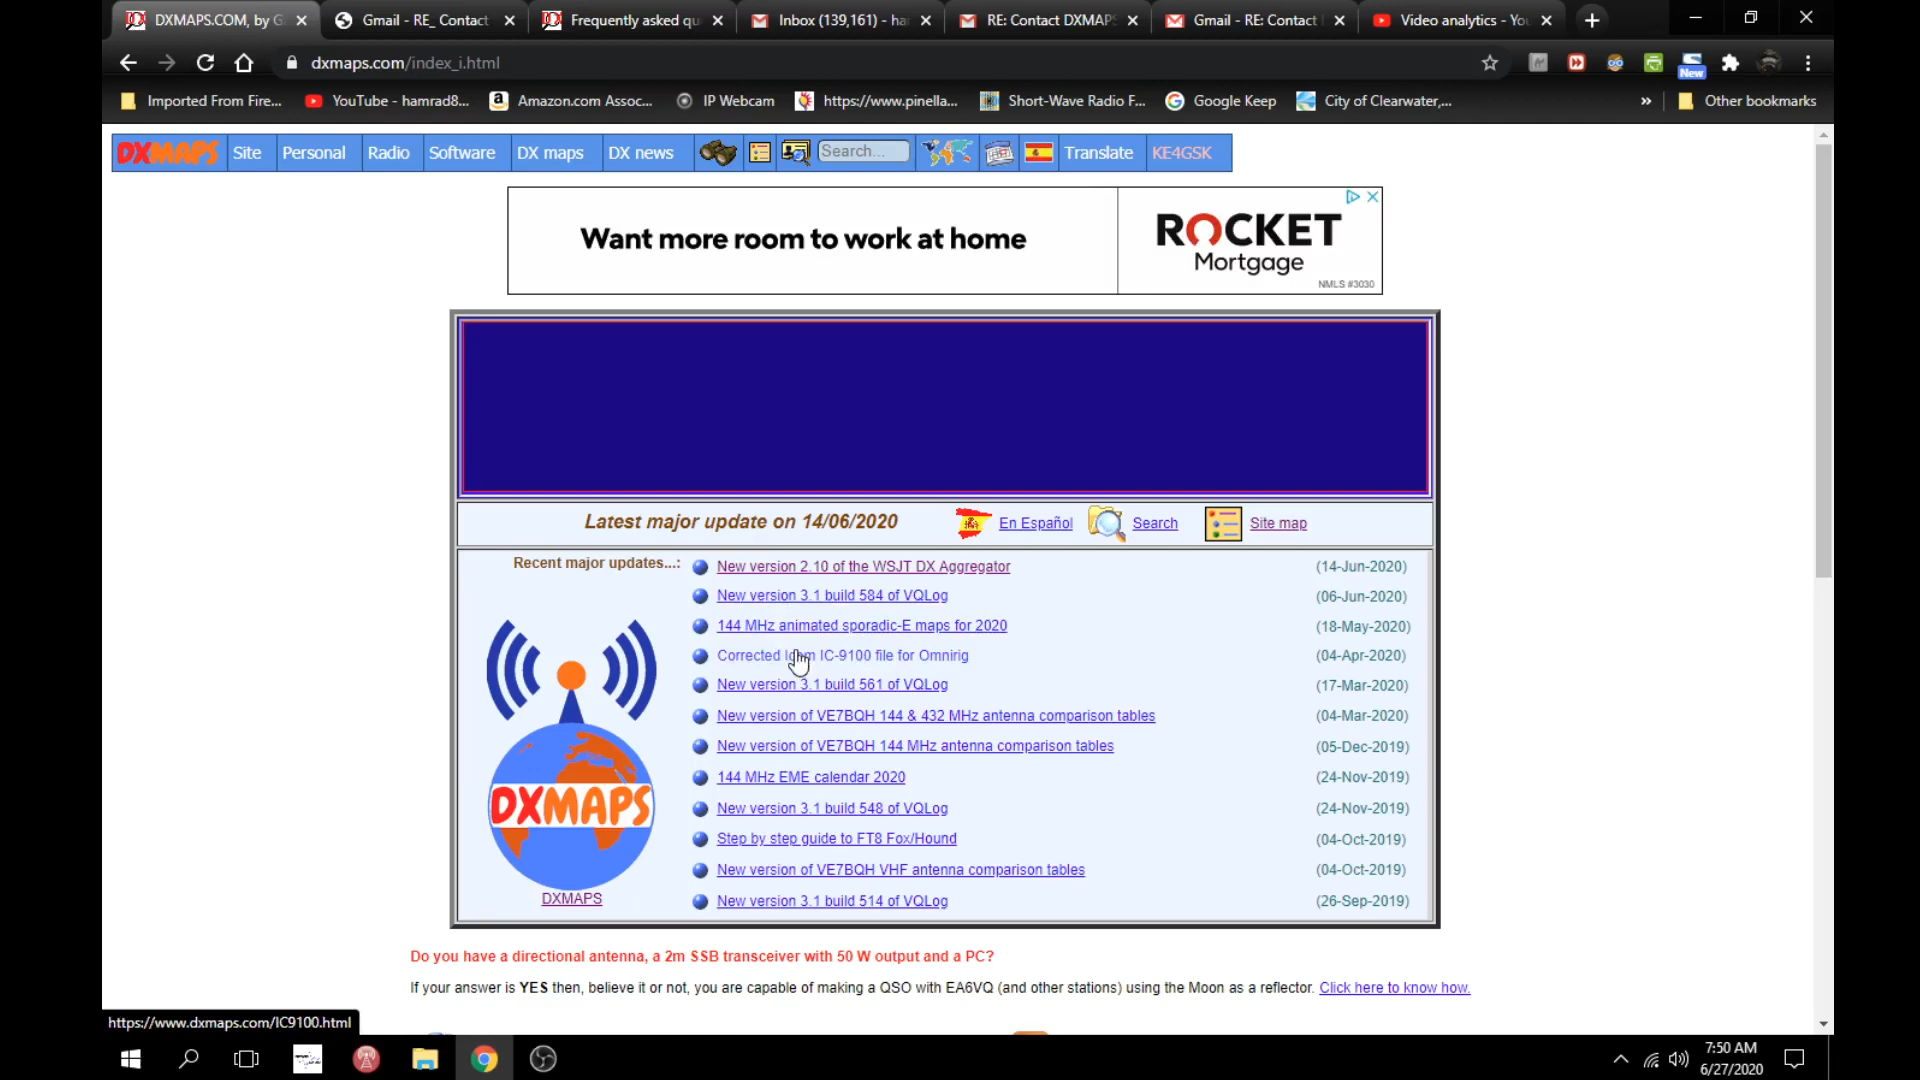 DXMAPS.COM, by G
Gmail - RE_ Contact
Frequently asked qu
Inbox (139,161) - ha
RE: Contact DXMAPS
Gmail - RE: Contact
Video analytics - You
dxmaps.com/index_i.html
New
Imported From Fire...
YouTube - hamrad8...
Amazon.com Assoc...
IP Webcam
https://www.pinella...
Short-Wave Radio F...
Google Keep
City of Clearwater,...
»
Other bookmarks
DXMAPS Site Personal Radio Software DX maps DX news Search... Translate KE4GSK
Want more room to work at home
ROCKET
Mortgage
NMLS #3030
Latest major update on 14/06/2020 En Español Search Site map
Recent major updates...:
New version 2.10 of the WSJT DX Aggregator (14-Jun-2020)
New version 3.1 build 584 of VQLog (06-Jun-2020)
144 MHz animated sporadic-E maps for 2020 (18-May-2020)
Corrected Icom IC-9100 file for Omnirig (04-Apr-2020)
New version 3.1 build 561 of VQLog (17-Mar-2020)
New version of VE7BQH 144 & 432 MHz antenna comparison tables (04-Mar-2020)
New version of VE7BQH 144 MHz antenna comparison tables (05-Dec-2019)
144 MHz EME calendar 2020 (24-Nov-2019)
New version 3.1 build 548 of VQLog (24-Nov-2019)
Step by step guide to FT8 Fox/Hound (04-Oct-2019)
New version of VE7BQH VHF antenna comparison tables (04-Oct-2019)
New version 3.1 build 514 of VQLog (26-Sep-2019)
DXMAPS
DXMAPS
Do you have a directional antenna, a 2m SSB transceiver with 50 W output and a PC?
If your answer is YES then, believe it or not, you are capable of making a QSO with EA6VQ (and other stations) using the Moon as a reflector. Click here to know how.
https://www.dxmaps.com/IC9100.html
7:50 AM
6/27/2020